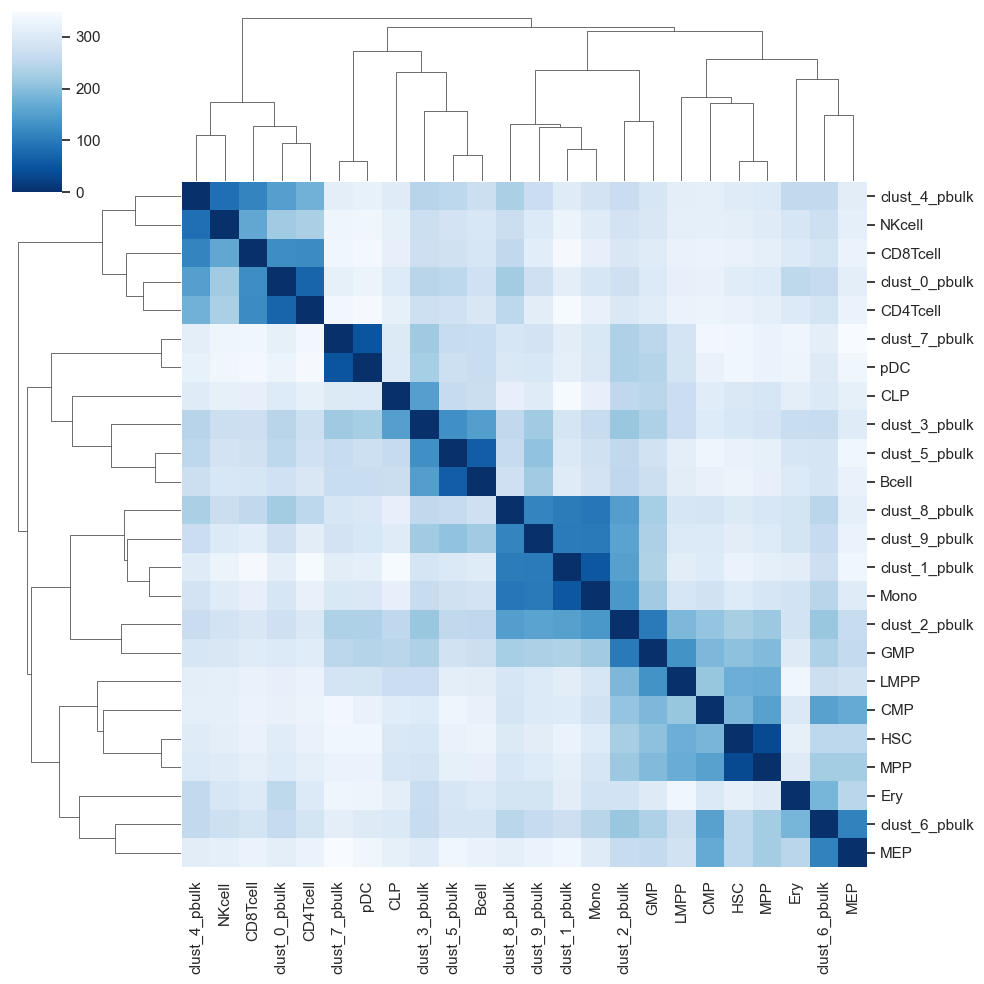 300
200
100
0
clust_4_pbulk
NKcell
CD8Tcell
clust_0_pbulk
CD4Tcell
clust_7_pbulk
pDC
CLP
clust_3_pbulk
clust_5_pbulk
Bcell
clust_8_pbulk
clust_9_pbulk
clust_1_pbulk
Mono
clust_2_pbulk
GMP
LMPP
CMP
HSC
MPP
Ery
clust_6_pbulk
MEP
clust_4_pbulk
NKcell
CD8Tcell
clust_0_pbulk
CD4Tcell
clust_7_pbulk
pDC
CLP
clust_3_pbulk
clust_5_pbulk
Bcell
clust_8_pbulk
clust_9_pbulk
clust_1_pbulk
Mono
clust_2_pbulk
GMP
LMPP
CMP
HSC
MPP
Ery
clust_6_pbulk
MEP